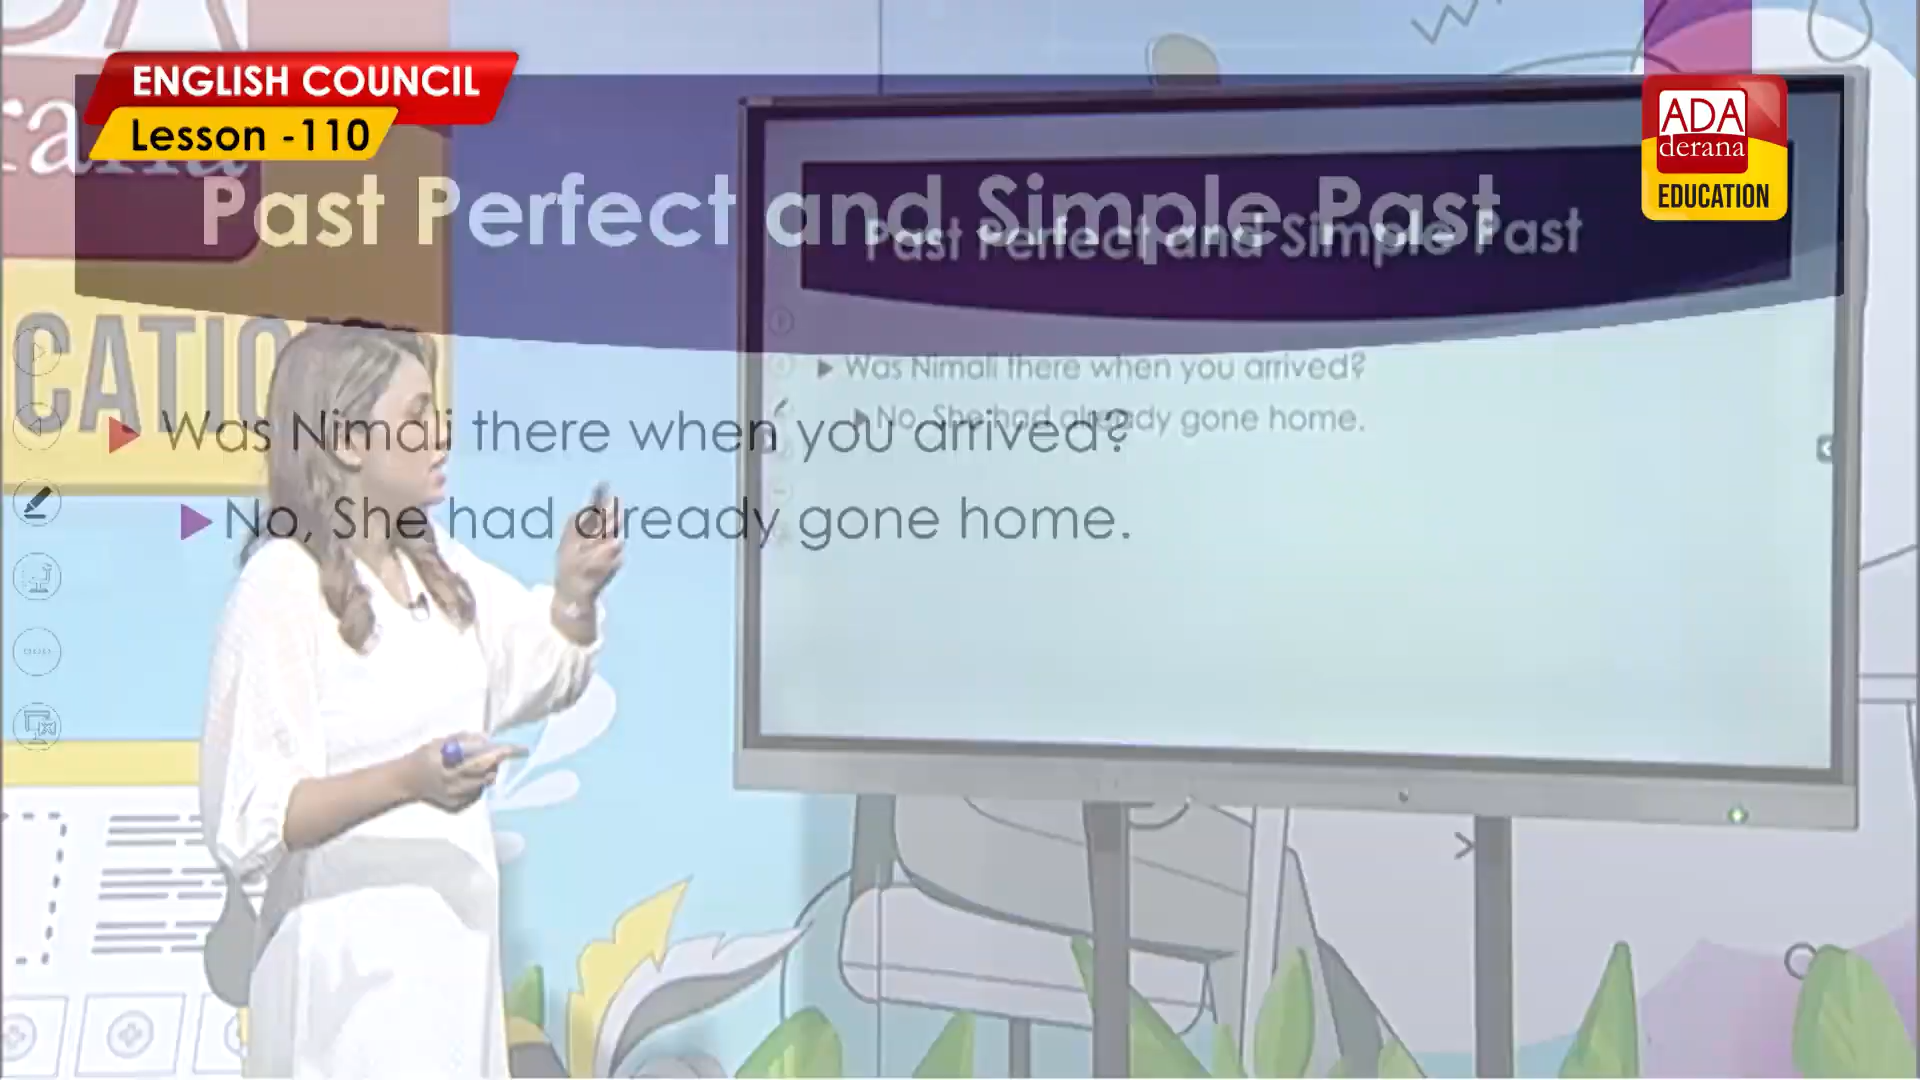 ENGLISH COUNCIL
Lesson -110
ADA
derana
EDUCATION
Past Perfect and Simple Past
Past Perfect and Simple Past
Was Nimali there when you arrived?
No, She had already gone home.
Was Nimali there when you arrived?
No, She had already gone home.